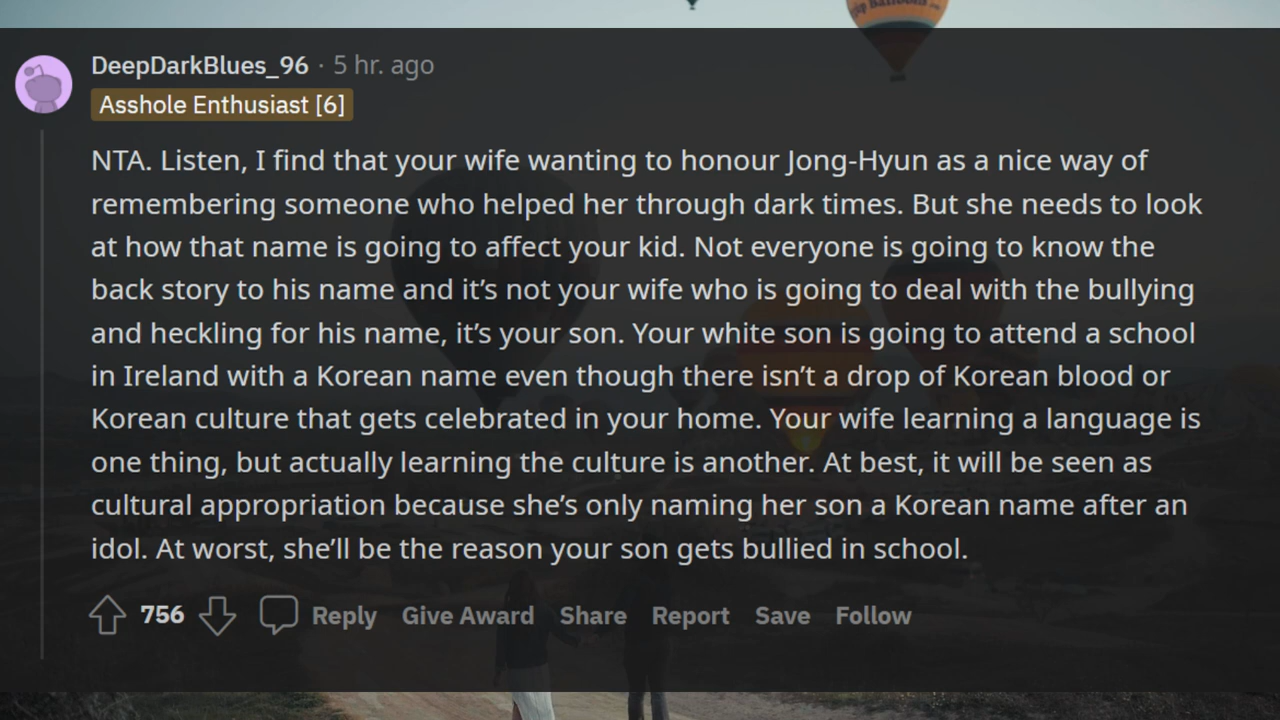 Balloons
DeepDarkBlues_96 · 5 hr. ago
Asshole Enthusiast [6]
NTA. Listen, I find that your wife wanting to honour Jong-Hyun as a nice way of
remembering someone who helped her through dark times. But she needs to look
at how that name is going to affect your kid. Not everyone is going to know the
back story to his name and it’s not your wife who is going to deal with the bullying
and heckling for his name, it’s your son. Your white son is going to attend a school
in Ireland with a Korean name even though there isn’t a drop of Korean blood or
Korean culture that gets celebrated in your home. Your wife learning a language is
one thing, but actually learning the culture is another. At best, it will be seen as
cultural appropriation because she’s only naming her son a Korean name after an
idol. At worst, she’ll be the reason your son gets bullied in school.
756 Reply Give Award Share Report Save Follow